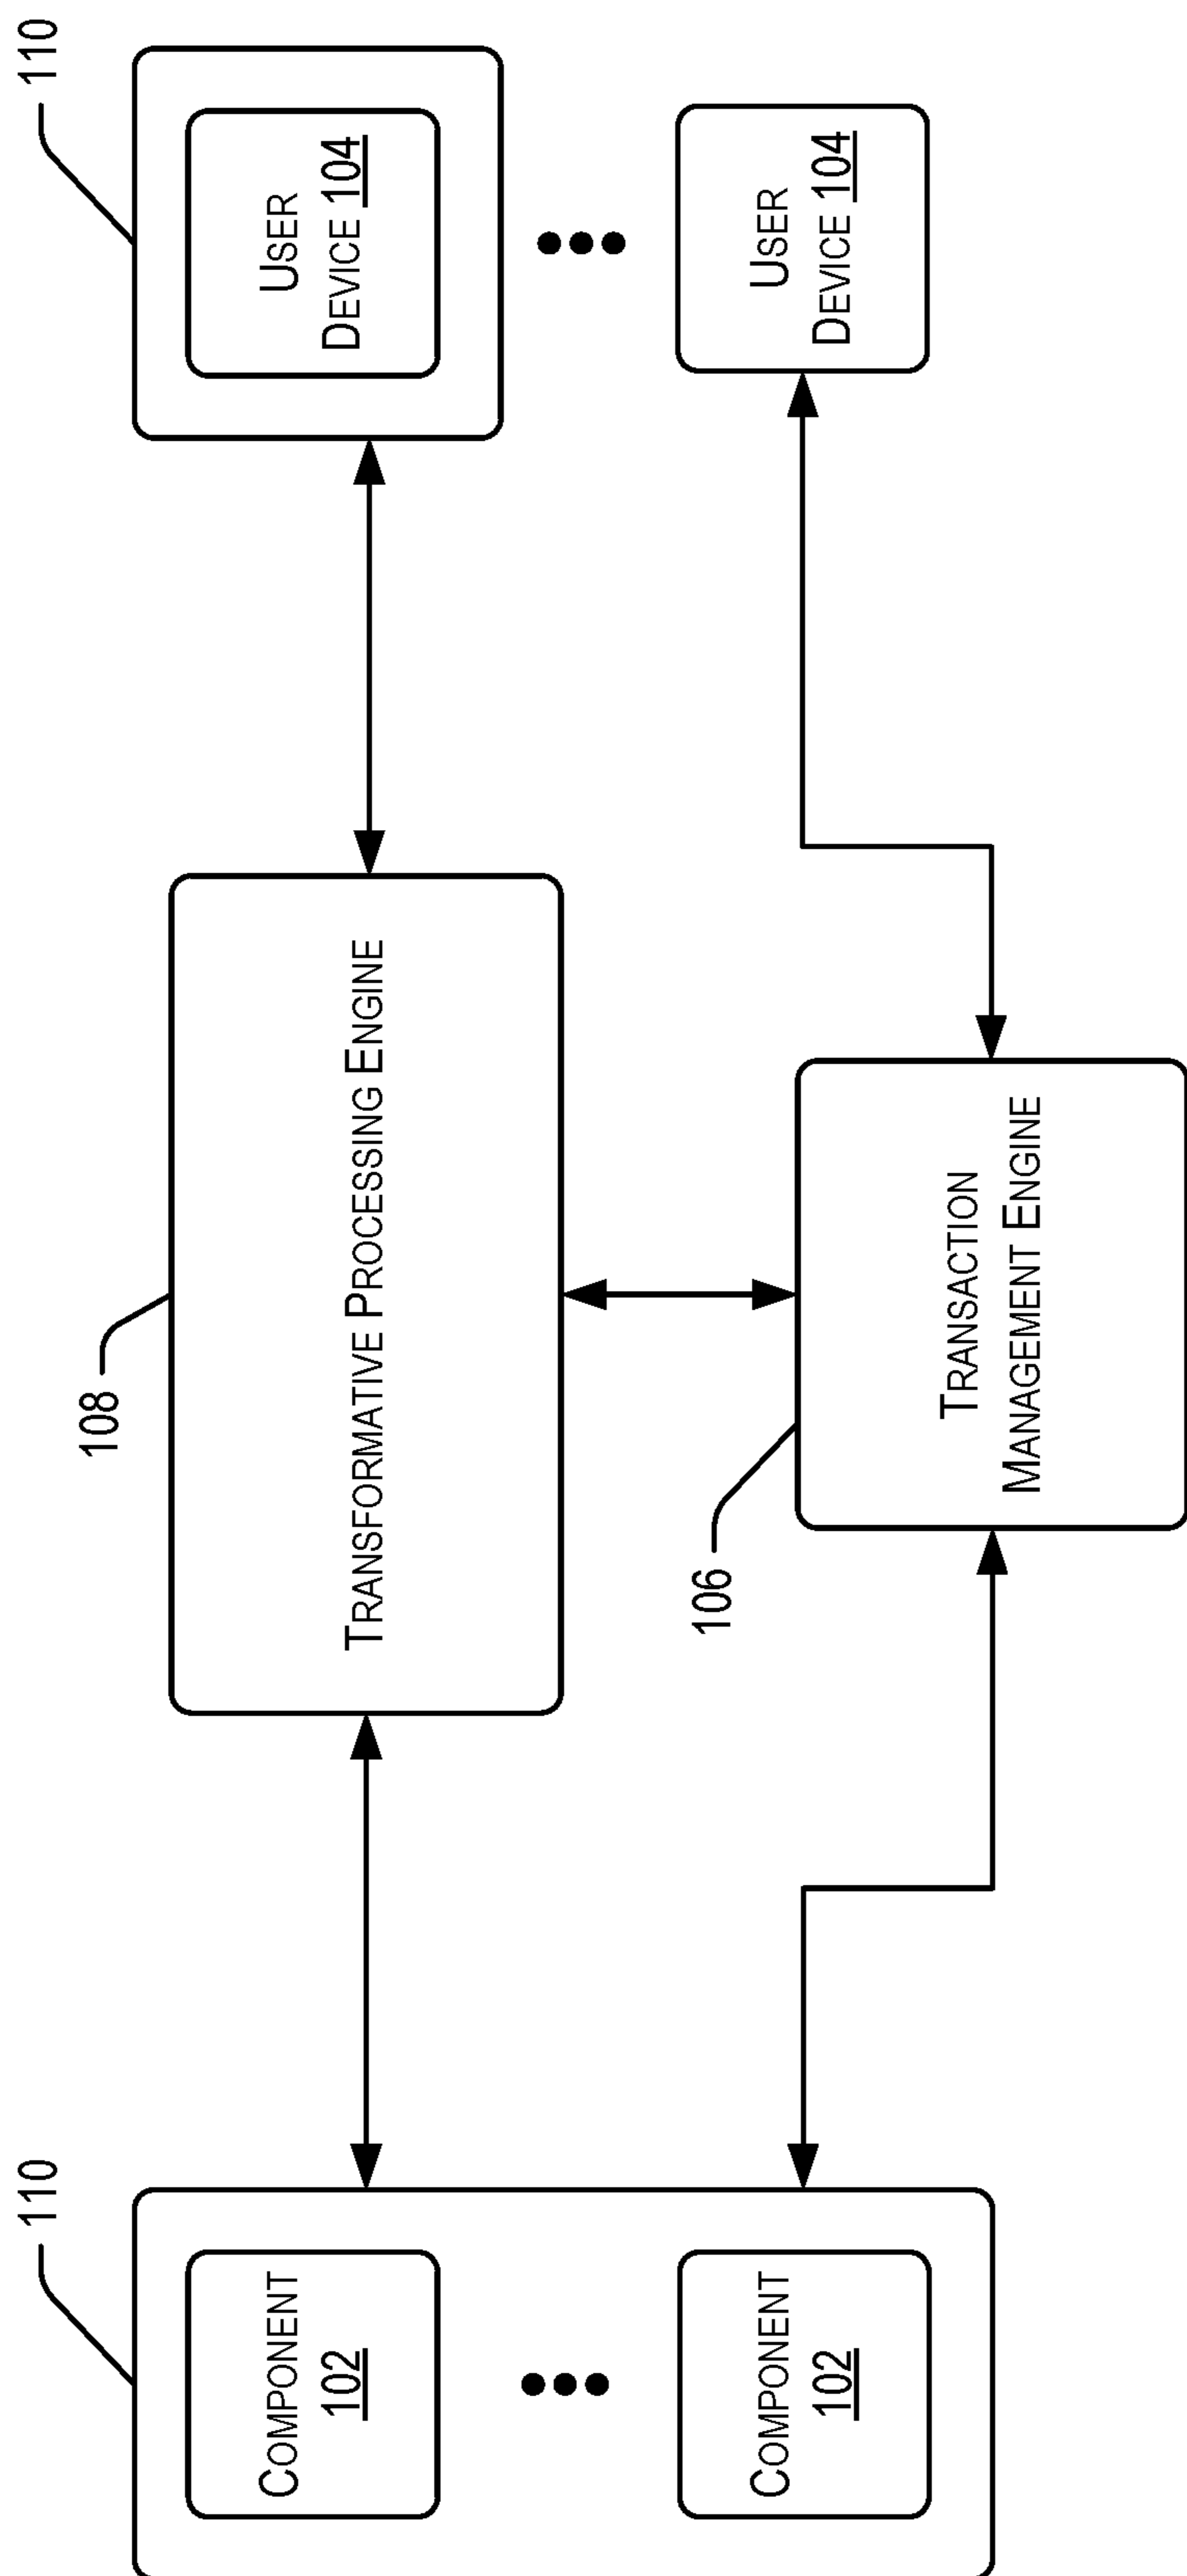 110
COMPONENT
102
COMPONENT
102
108
TRANSFORMATIVE PROCESSING ENGINE
106
TRANSACTION
MANAGEMENT ENGINE
110
USER
DEVICE 104
USER
DEVICE 104